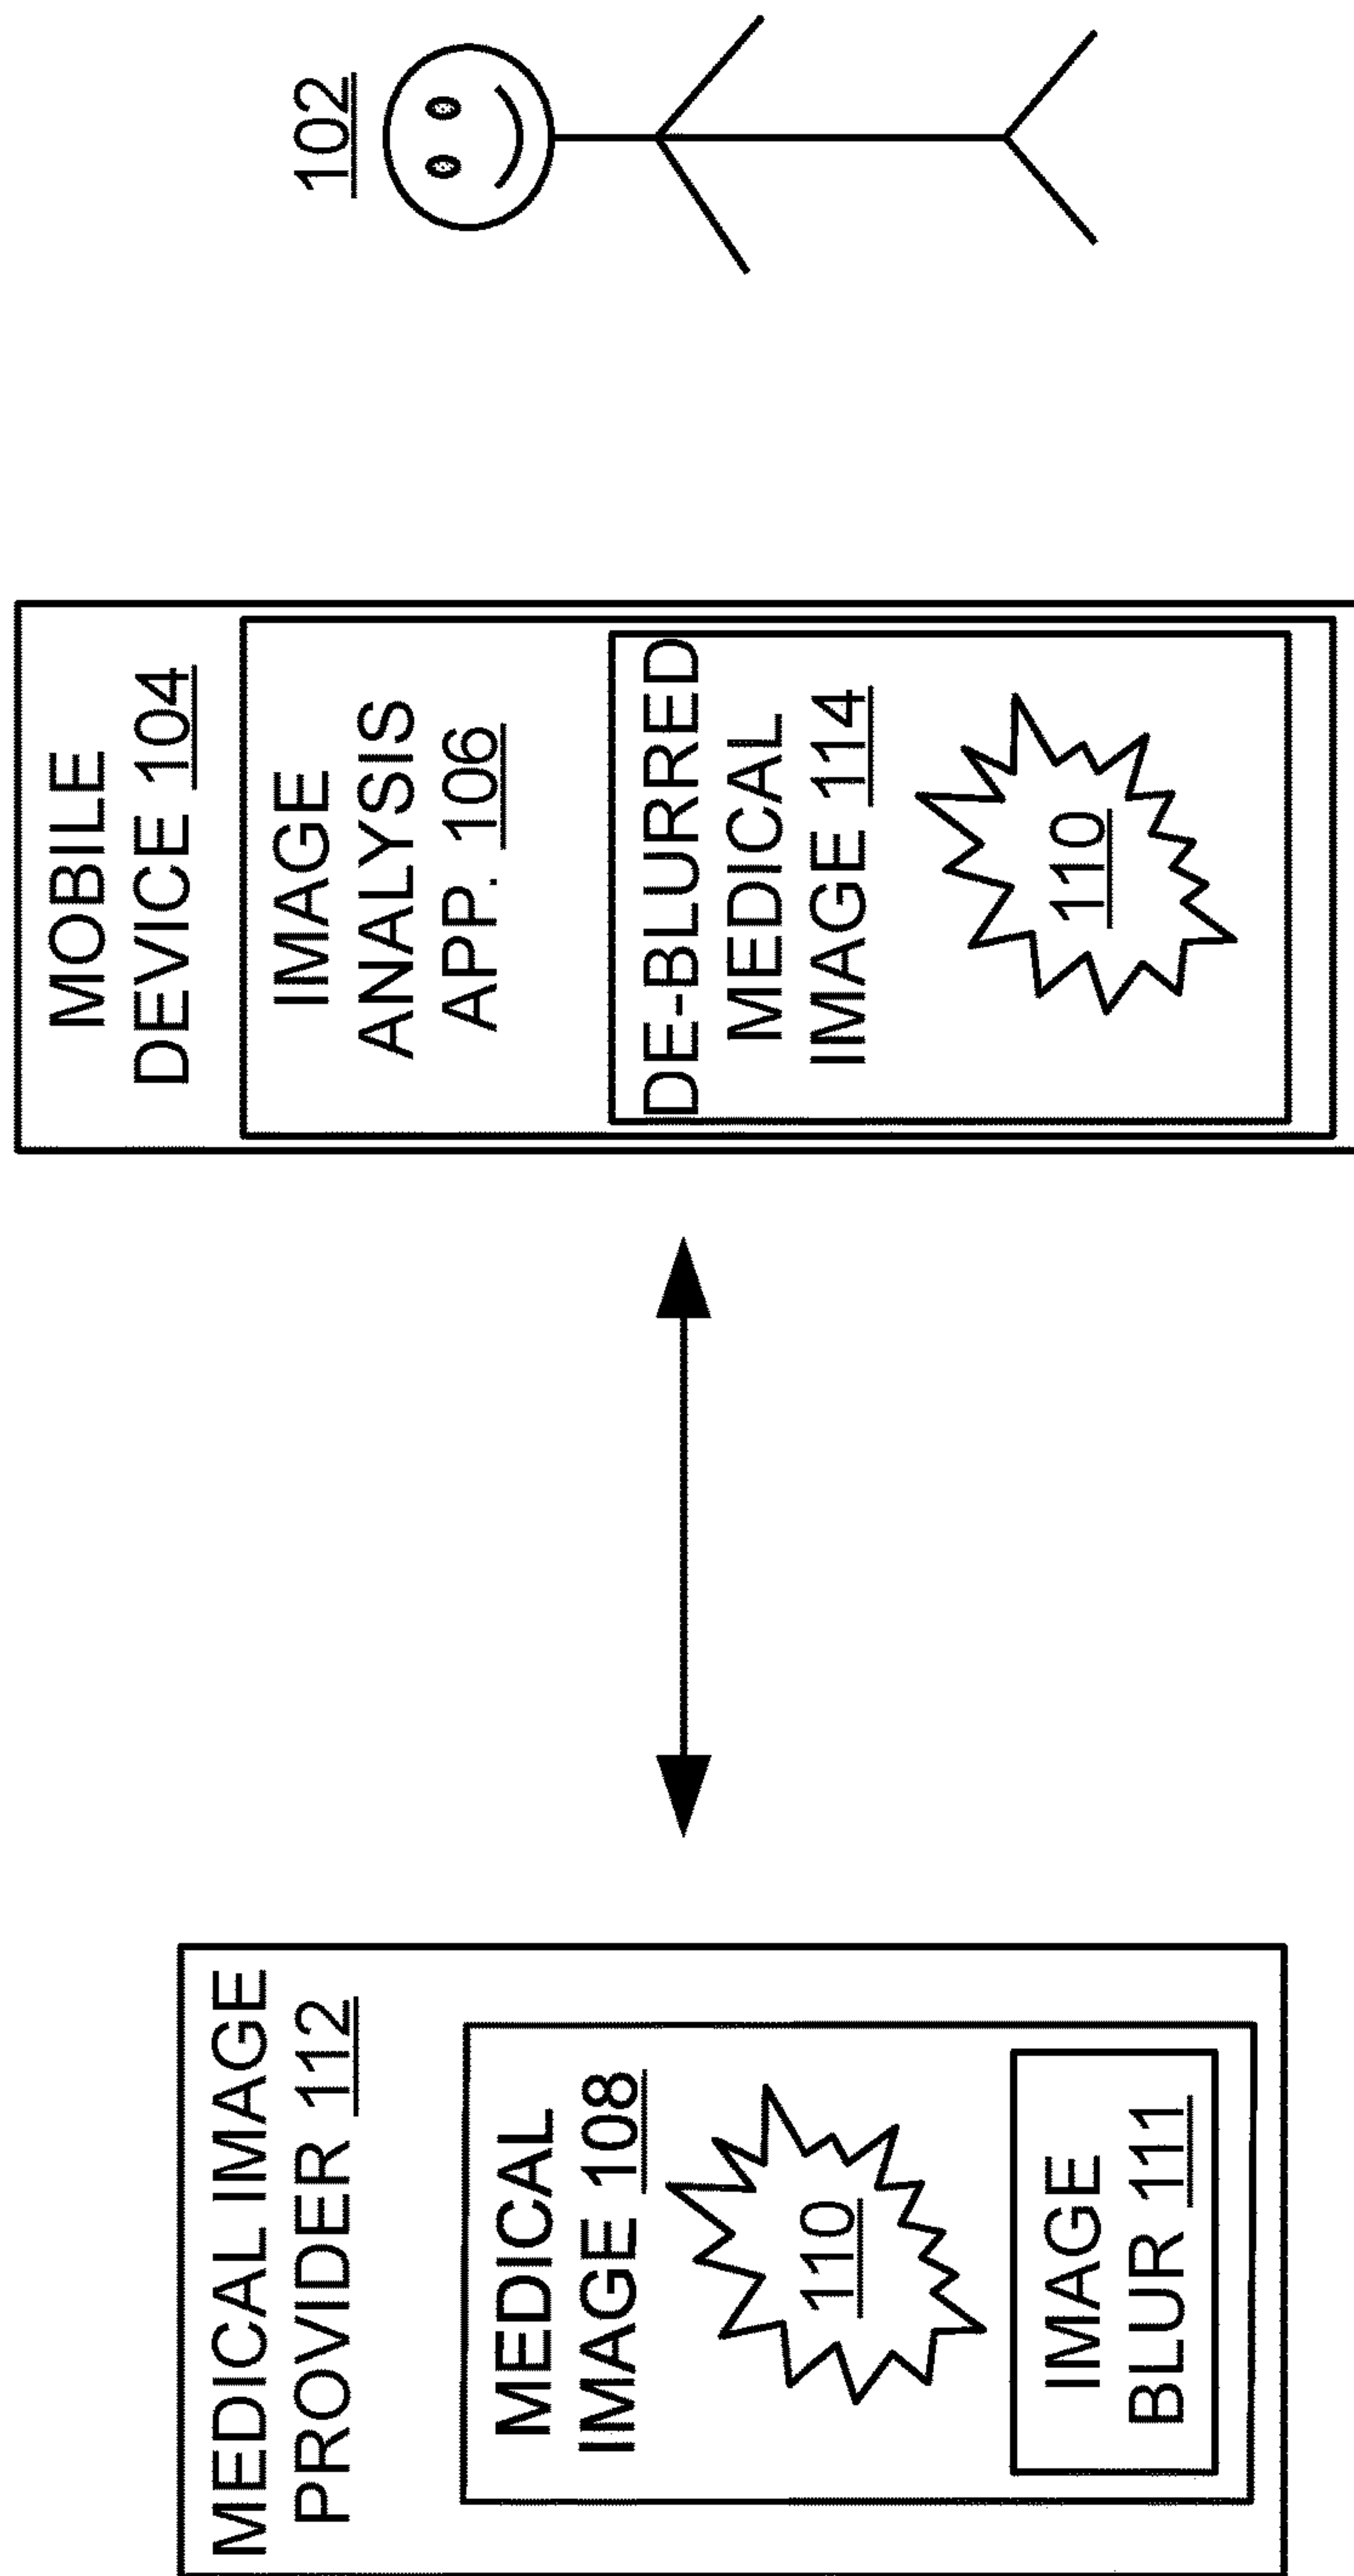 MEDICAL IMAGE
PROVIDER 112
MEDICAL
IMAGE 108
110
IMAGE
BLUR 111
MOBILE
DEVICE 104
IMAGE
ANALYSIS
APP. 106
DE-BLURRED
MEDICAL
IMAGE 114
110
102